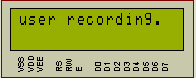 user recording.
VSS
VDD
VEE
RS
RW
E
D0
D1
D2
D3
D4
D5
D6
D7